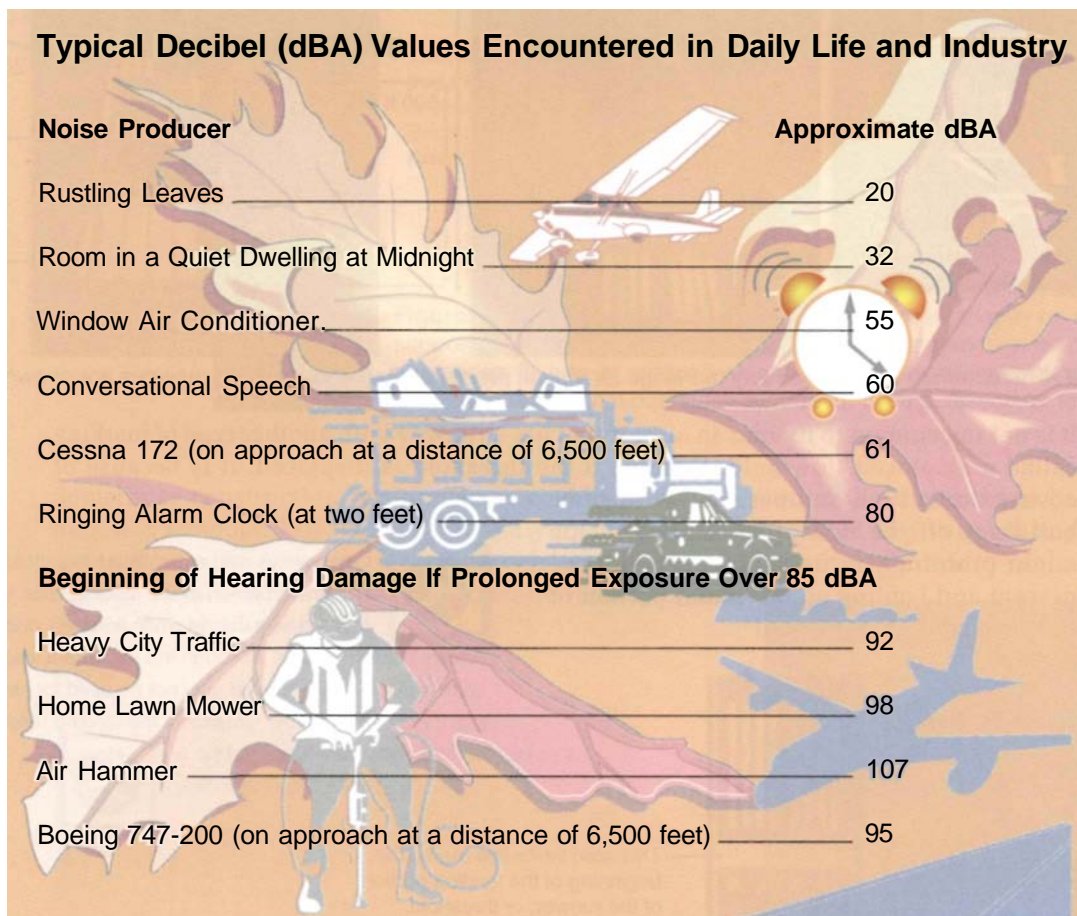 Typical Decibel (dBA) Values Encountered in Daily Life and Industry
Noise Producer Approximate dBA
Rustling Leaves 20
Room in a Quiet Dwelling at Midnight 32
Window Air Conditioner. 55
Conversational Speech 60
Cessna 172 (on approach at a distance of 6,500 feet) 61
Ringing Alarm Clock (at two feet) 80
Beginning of Hearing Damage If Prolonged Exposure Over 85 dBA
Heavy City Traffic 92
Home Lawn Mower 98
Air Hammer 107
Boeing 747-200 (on approach at a distance of 6,500 feet) 95